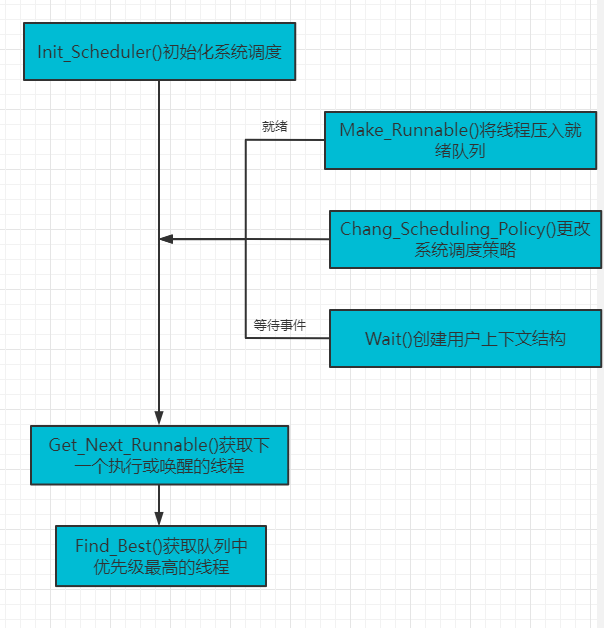 Init_Scheduler()初始化系统调度
就绪
Make_Runnable()将线程压入就
绪队列
Chang_Scheduling_Policy()更改
系统调度策略
等待事件
Wait()创建用户上下文结构
Get_Next_Runnable()获取下
一个执行或唤醒的线程
Find_Best()获取队列中
优先级最高的线程